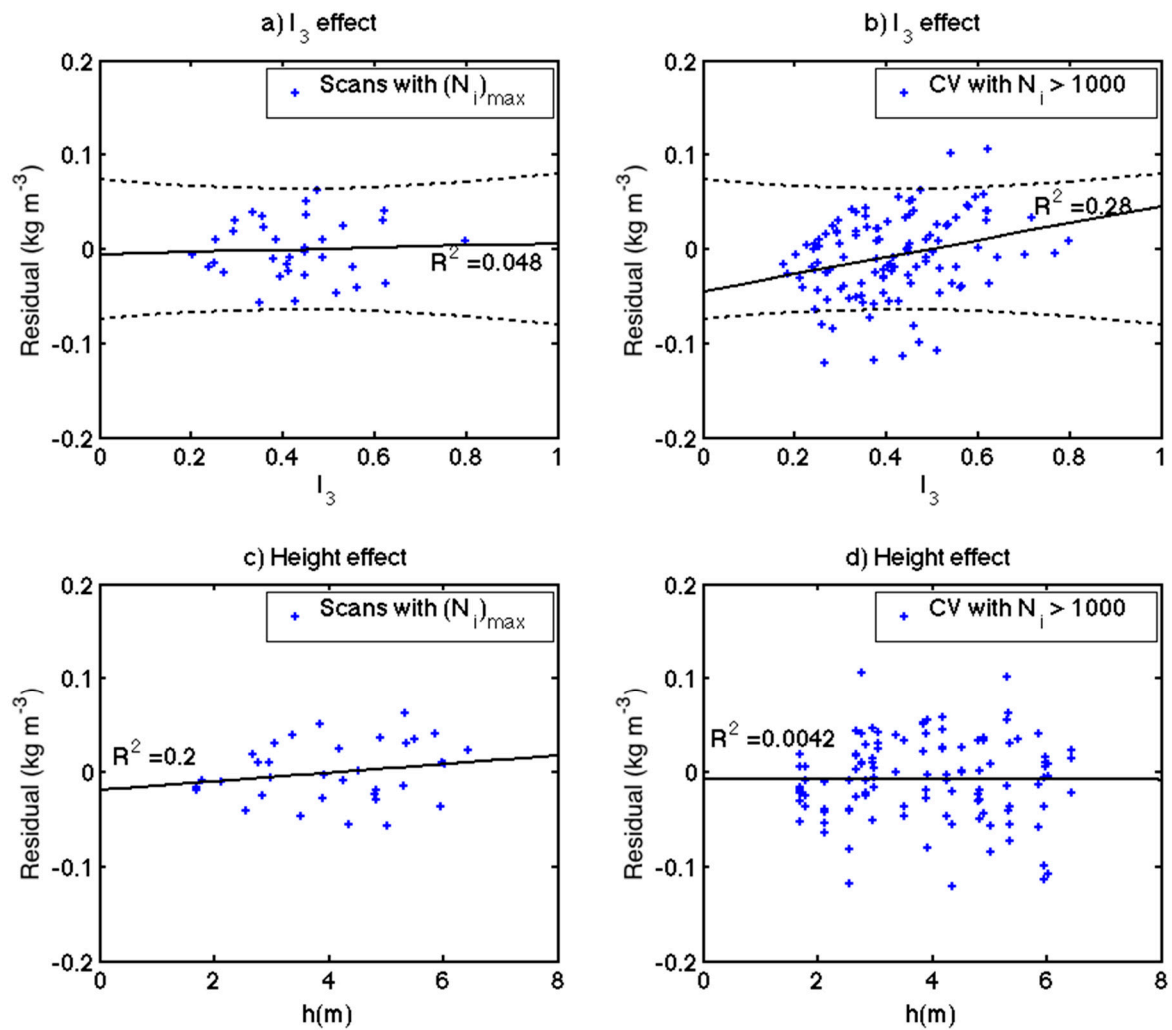 a) I₃ effect
0.2
0.1
0
-0.1
-0.2
Residual (kg m⁻³)
Scans with (Nᵢ)ₘₐₓ
R² =0.048
0 0.2 0.4 0.6 0.8 1
I₃
b) I₃ effect
0.2
0.1
0
-0.1
-0.2
Residual (kg m⁻³)
CV with Nᵢ > 1000
R² =0.28
0 0.2 0.4 0.6 0.8 1
I₃
c) Height effect
0.2
0.1
0
-0.1
-0.2
Residual (kg m⁻³)
Scans with (Nᵢ)ₘₐₓ
R² =0.2
0 2 4 6 8
h(m)
d) Height effect
0.2
0.1
0
-0.1
-0.2
Residual (kg m⁻³)
CV with Nᵢ > 1000
R² =0.0042
0 2 4 6 8
h(m)